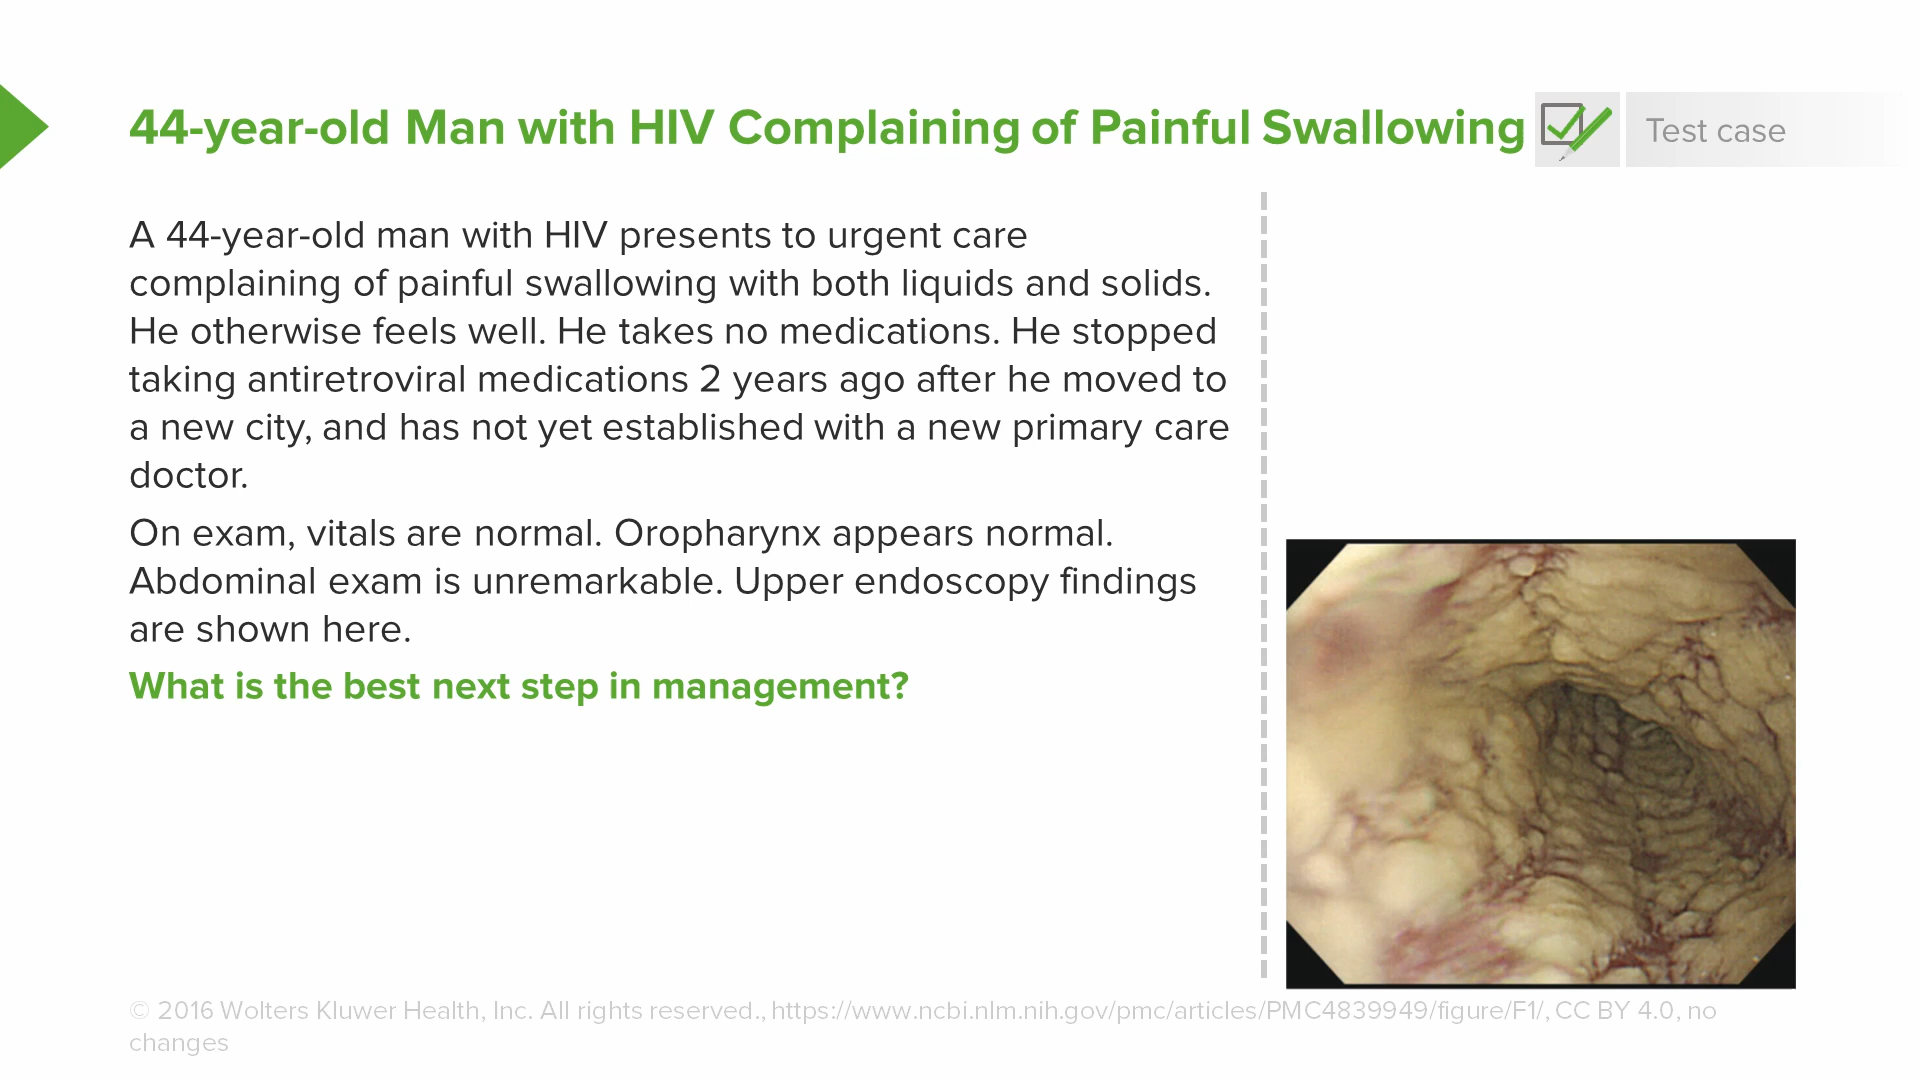 44-year-old Man with HIV Complaining of Painful Swallowing
Test case
A 44-year-old man with HIV presents to urgent care
complaining of painful swallowing with both liquids and solids.
He otherwise feels well. He takes no medications. He stopped
taking antiretroviral medications 2 years ago after he moved to
a new city, and has not yet established with a new primary care
doctor.
On exam, vitals are normal. Oropharynx appears normal.
Abdominal exam is unremarkable. Upper endoscopy findings
are shown here.
What is the best next step in management?
© 2016 Wolters Kluwer Health, Inc. All rights reserved., https://www.ncbi.nlm.nih.gov/pmc/articles/PMC4839949/figure/F1/, CC BY 4.0, no
changes